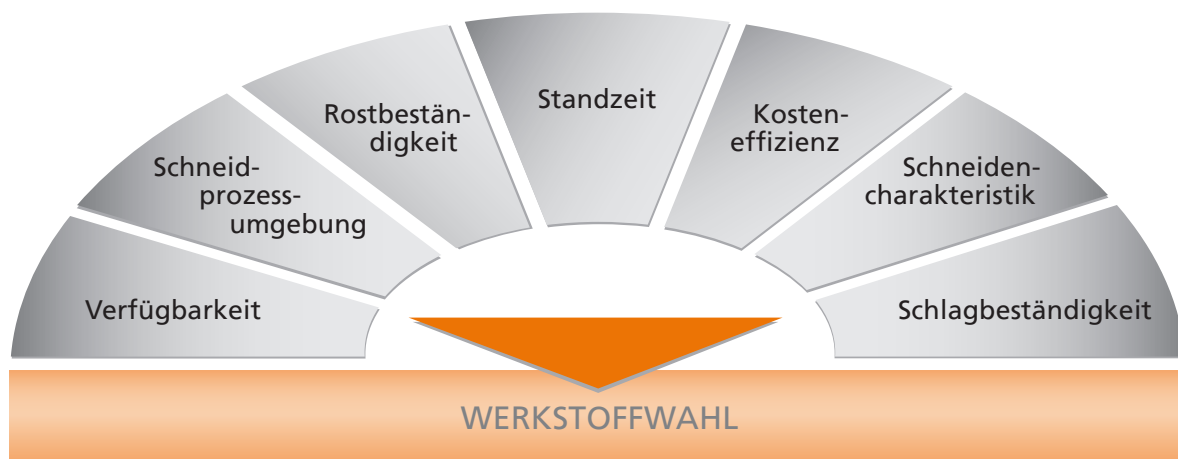 Verfügbarkeit
Schneid-
prozess-
umgebung
Rostbestän-
digkeit
Standzeit
Kosten-
effizienz
Schneiden-
charakteristik
Schlagbeständigkeit
WERKSTOFFWAHL